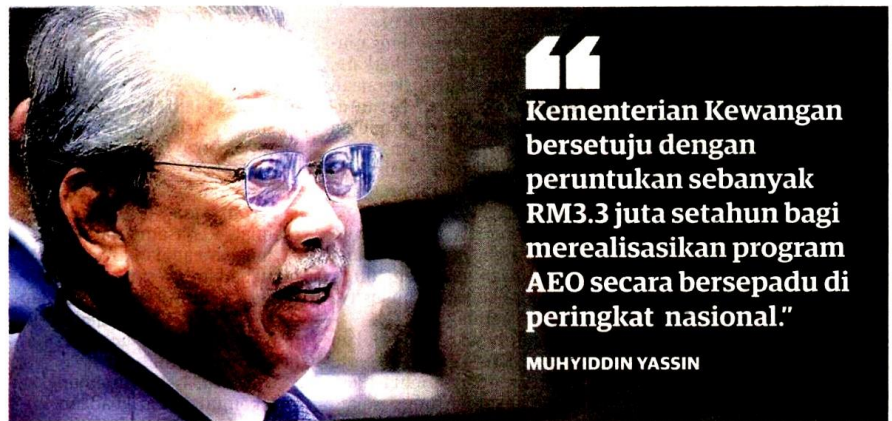 “
Kementerian Kewangan
bersetuju dengan
peruntukan sebanyak
RM3.3 juta setahun bagi
merealisasikan program
AEO secara bersepadu di
peringkat nasional.”
MUHYIDDIN YASSIN